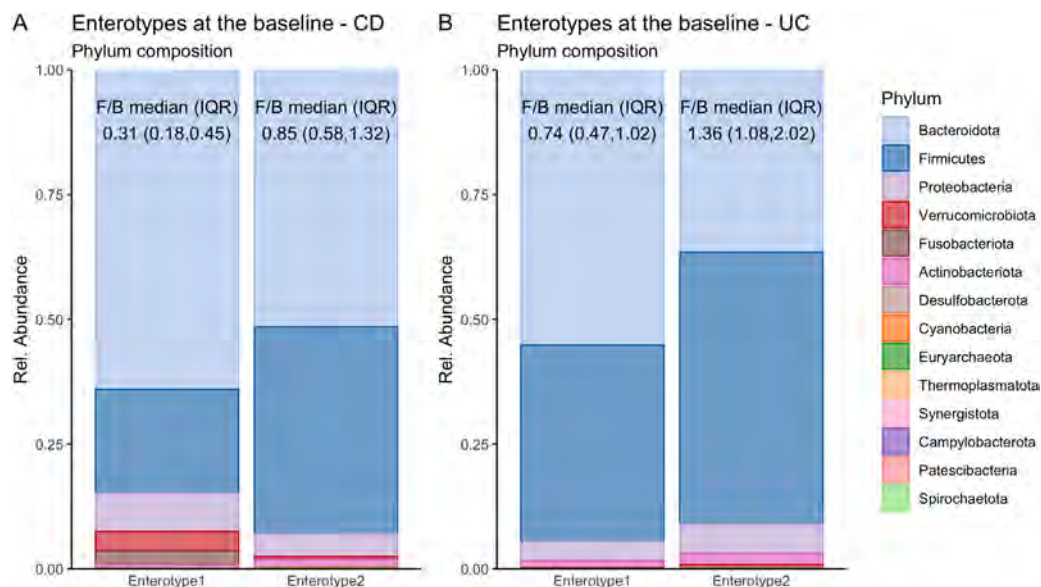 A Enterotypes at the baseline - CD
Phylum composition
1.00
0.75
0.50
0.25
0.00
Rel. Abundance
F/B median (IQR)
0.31 (0.18,0.45)
F/B median (IQR)
0.85 (0.58,1.32)
Enterotype1
Enterotype2
B Enterotypes at the baseline - UC
Phylum composition
1.00
0.75
0.50
0.25
0.00
Rel. Abundance
F/B median (IQR)
0.74 (0.47,1.02)
F/B median (IQR)
1.36 (1.08,2.02)
Enterotype1
Enterotype2
Phylum
Bacteroidota
Firmicutes
Proteobacteria
Verrucomicrobiota
Fusobacteriota
Actinobacteriota
Desulfobacterota
Cyanobacteria
Euryarchaeota
Thermoplasmatota
Synergistota
Campylobacterota
Patescibacteria
Spirochaetota